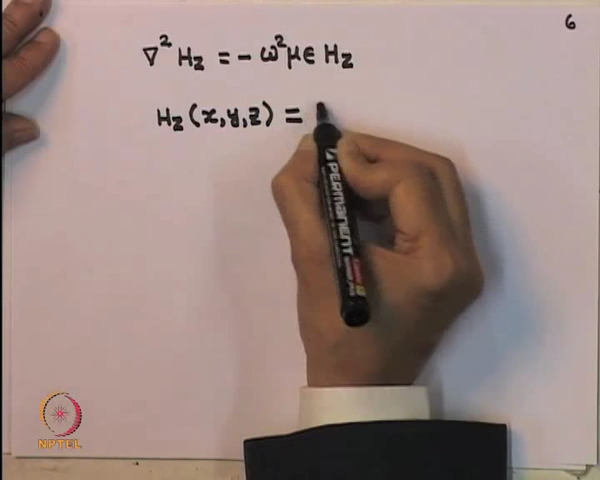 6
∇² Hz = - ω²με Hz
Hz (x,y,z) =
PERMANENT
NPTEL